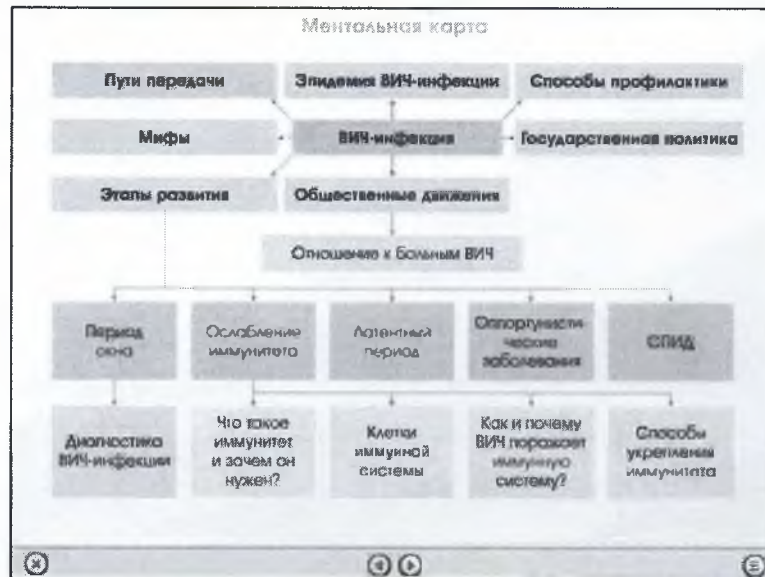 Ментальная карта
Пути передачи
Эпидемия ВИЧ-инфекции
Способы профилактики
Мифы
ВИЧ-инфекция
Государственная политика
Этапы развития
Общественные движения
Отношение к больным ВИЧ
Период
окна
Ослабление
иммунитета
Латентный
период
Оппортунисти-
ческие
заболевания
СПИД
Диагностика
ВИЧ-инфекции
Что такое
иммунитет
и зачем он
нужен?
Клетки
иммунной
системы
Как и почему
ВИЧ поражает
иммунную
систему?
Способы
укрепления
иммунитета